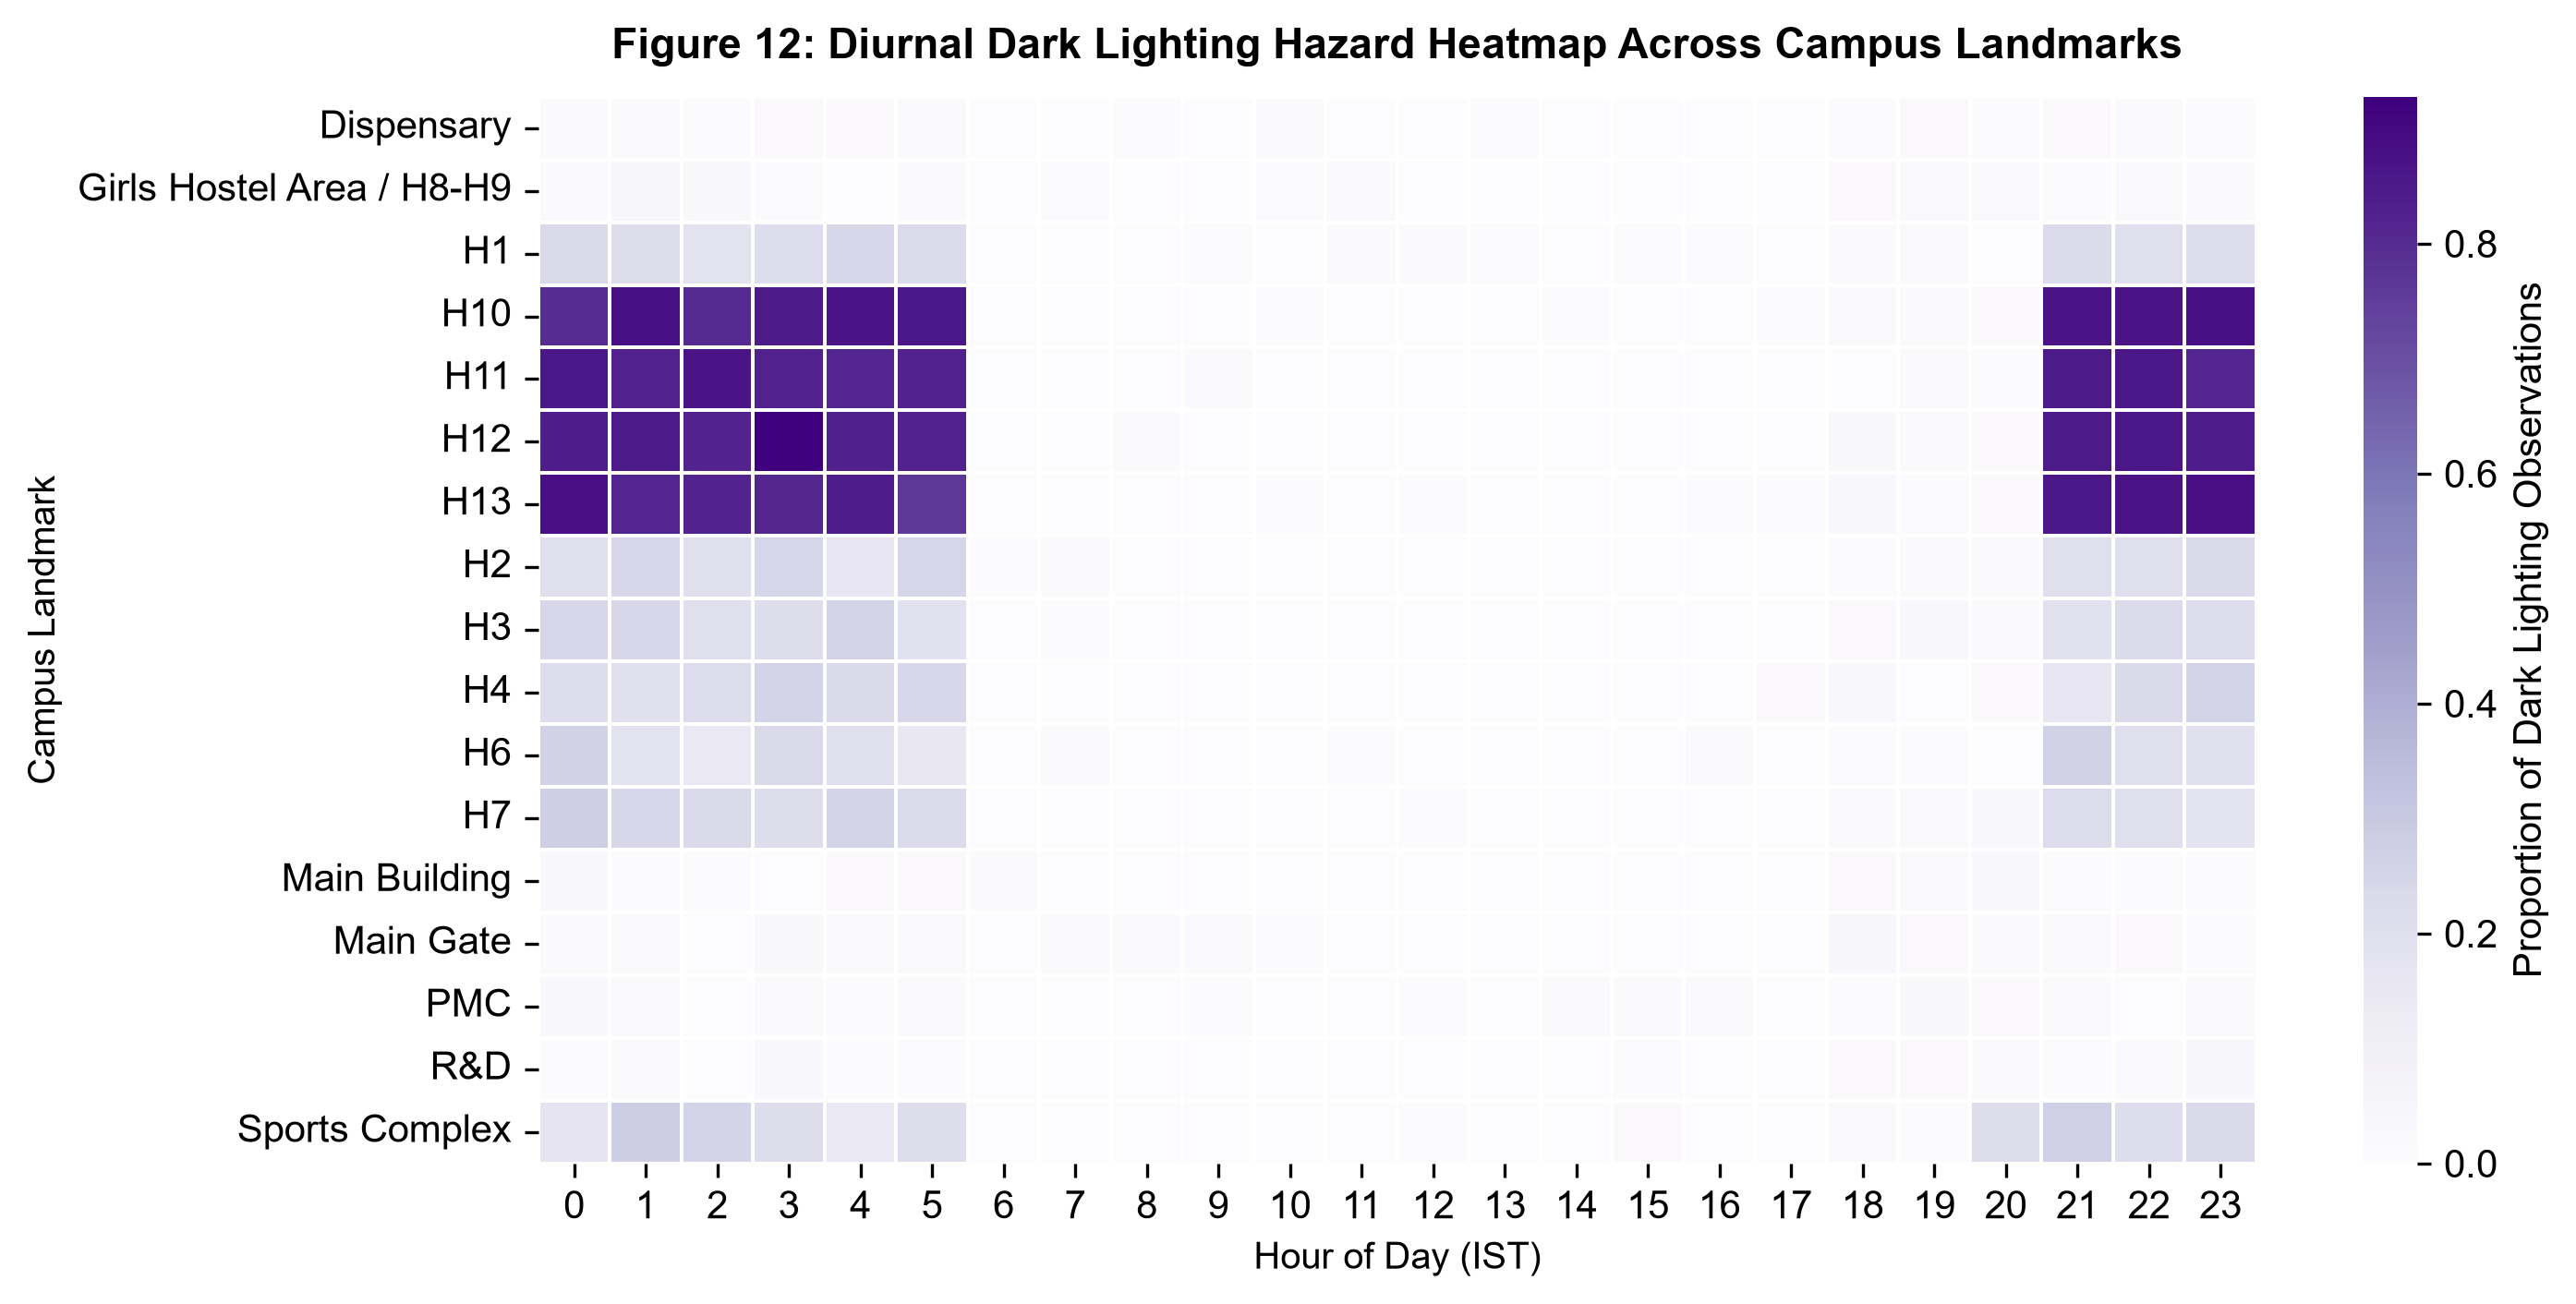 Figure 12: Diurnal Dark Lighting Hazard Heatmap Across Campus Landmarks
Campus Landmark
Dispensary
Girls Hostel Area / H8-H9
H1
H10
H11
H12
H13
H2
H3
H4
H6
H7
Main Building
Main Gate
PMC
R&D
Sports Complex
0 1 2 3 4 5 6 7 8 9 10 11 12 13 14 15 16 17 18 19 20 21 22 23
Hour of Day (IST)
0.8
0.6
0.4
0.2
0.0
Proportion of Dark Lighting Observations